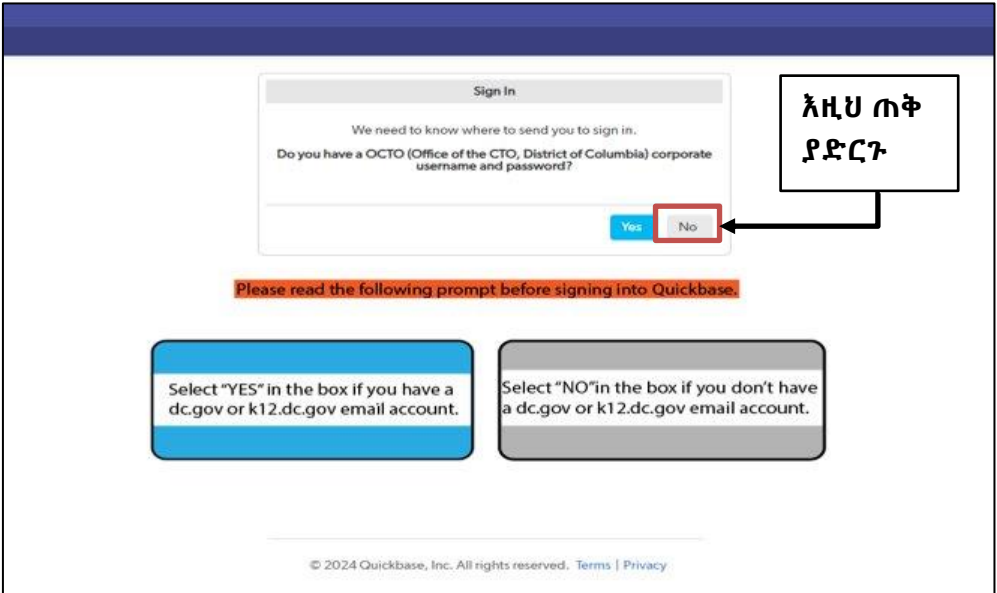 Sign In
We need to know where to send you to sign in.
Do you have a OCTO (Office of the CTO, District of Columbia) corporate
username and password?
Yes
No
እዚህ ጠቅ
ያድርጉ
Please read the following prompt before signing into Quickbase.
Select "YES" in the box if you have a
dc.gov or k12.dc.gov email account.
Select "NO"in the box if you don't have
a dc.gov or k12.dc.gov email account.
© 2024 Quickbase, Inc. All rights reserved. Terms | Privacy